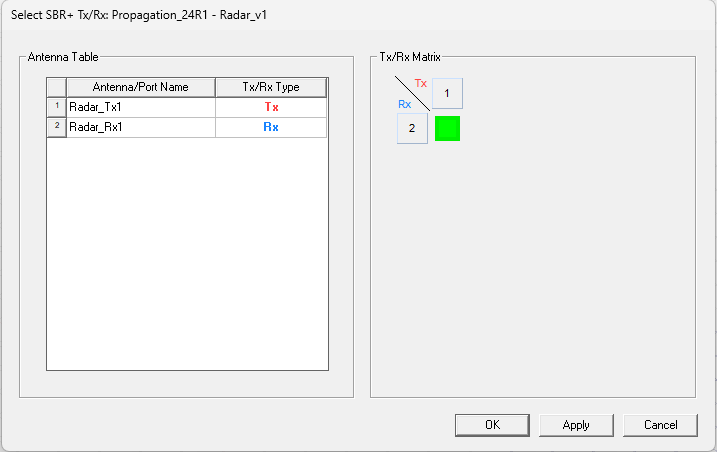 Select SBR+ Tx/Rx: Propagation_24R1 - Radar_v1
Antenna Table
Antenna/Port Name Tx/Rx Type
1 Radar_Tx1 Tx
2 Radar_Rx1 Rx
Tx/Rx Matrix
Tx
Rx
1
2
OK Apply Cancel